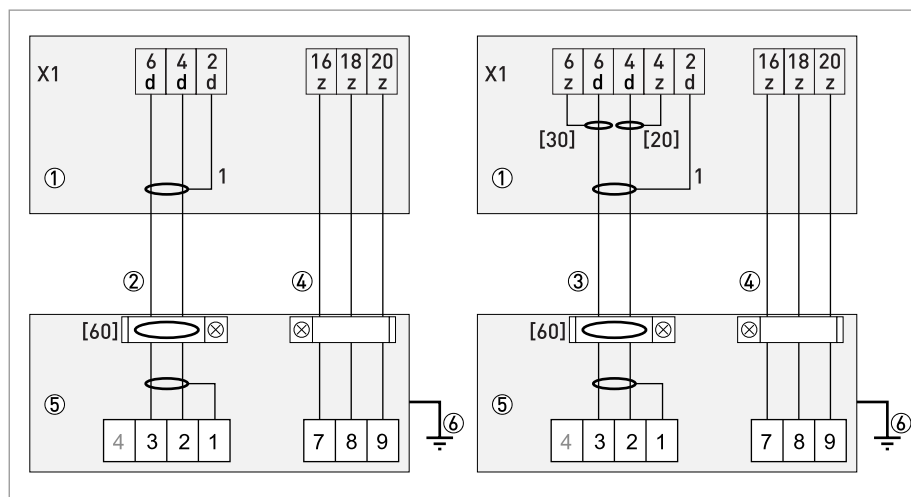 6 4 2 16 18 20
X1 d d d z z z
① 1
② ④
[60] ⊗ ⊗
⑤
4 3 2 1 7 8 9 ⑥
6 6 4 4 2 16 18 20
X1 z d d z d z z z
[30] [20]
① 1
③ ④
[60] ⊗ ⊗
⑤
4 3 2 1 7 8 9 ⑥